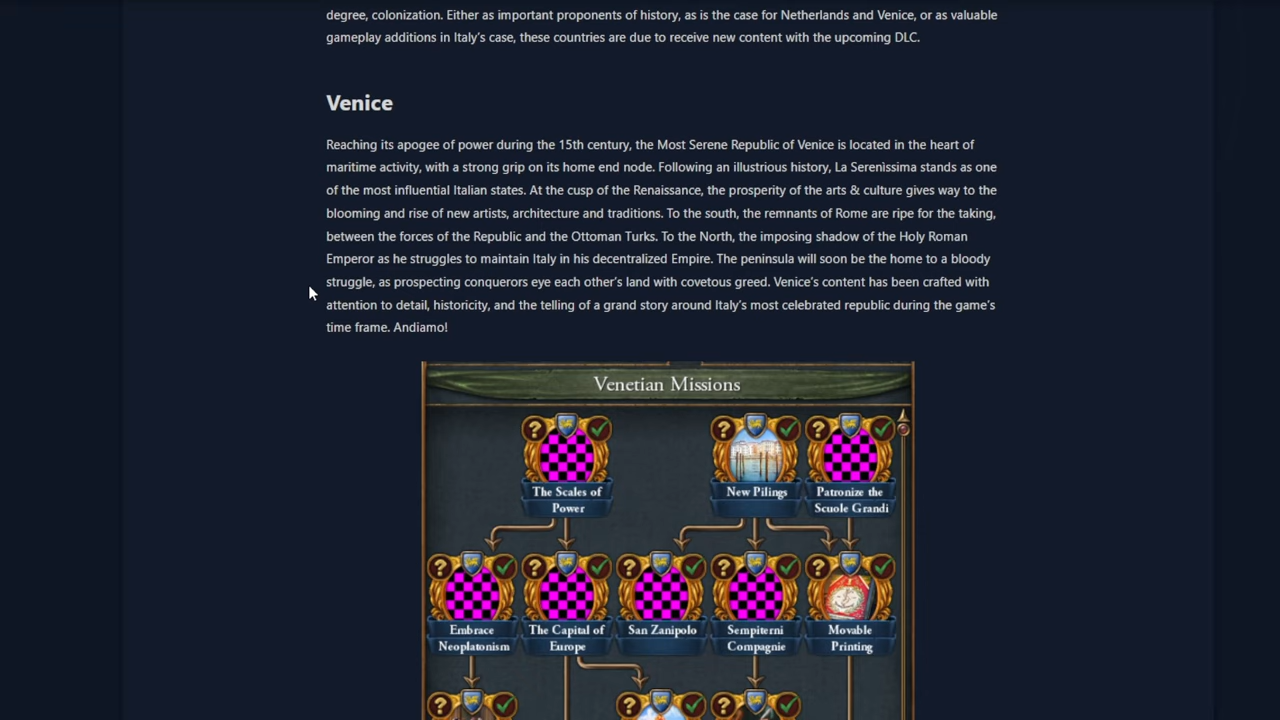 degree, colonization. Either as important proponents of history, as is the case for Netherlands and Venice, or as valuable
gameplay additions in Italy's case, these countries are due to receive new content with the upcoming DLC.
Venice
Reaching its apogee of power during the 15th century, the Most Serene Republic of Venice is located in the heart of
maritime activity, with a strong grip on its home end node. Following an illustrious history, La Serenìssima stands as one
of the most influential Italian states. At the cusp of the Renaissance, the prosperity of the arts & culture gives way to the
blooming and rise of new artists, architecture and traditions. To the south, the remnants of Rome are ripe for the taking,
between the forces of the Republic and the Ottoman Turks. To the North, the imposing shadow of the Holy Roman
Emperor as he struggles to maintain Italy in his decentralized Empire. The peninsula will soon be the home to a bloody
struggle, as prospecting conquerors eye each other's land with covetous greed. Venice's content has been crafted with
attention to detail, historicity, and the telling of a grand story around Italy's most celebrated republic during the game's
time frame. Andiamo!
Venetian Missions
The Scales of
Power
New Pilings
Patronize the
Scuole Grandi
Embrace
Neoplatonism
The Capital of
Europe
San Zanipolo
Sempiterni
Compagnie
Movable
Printing